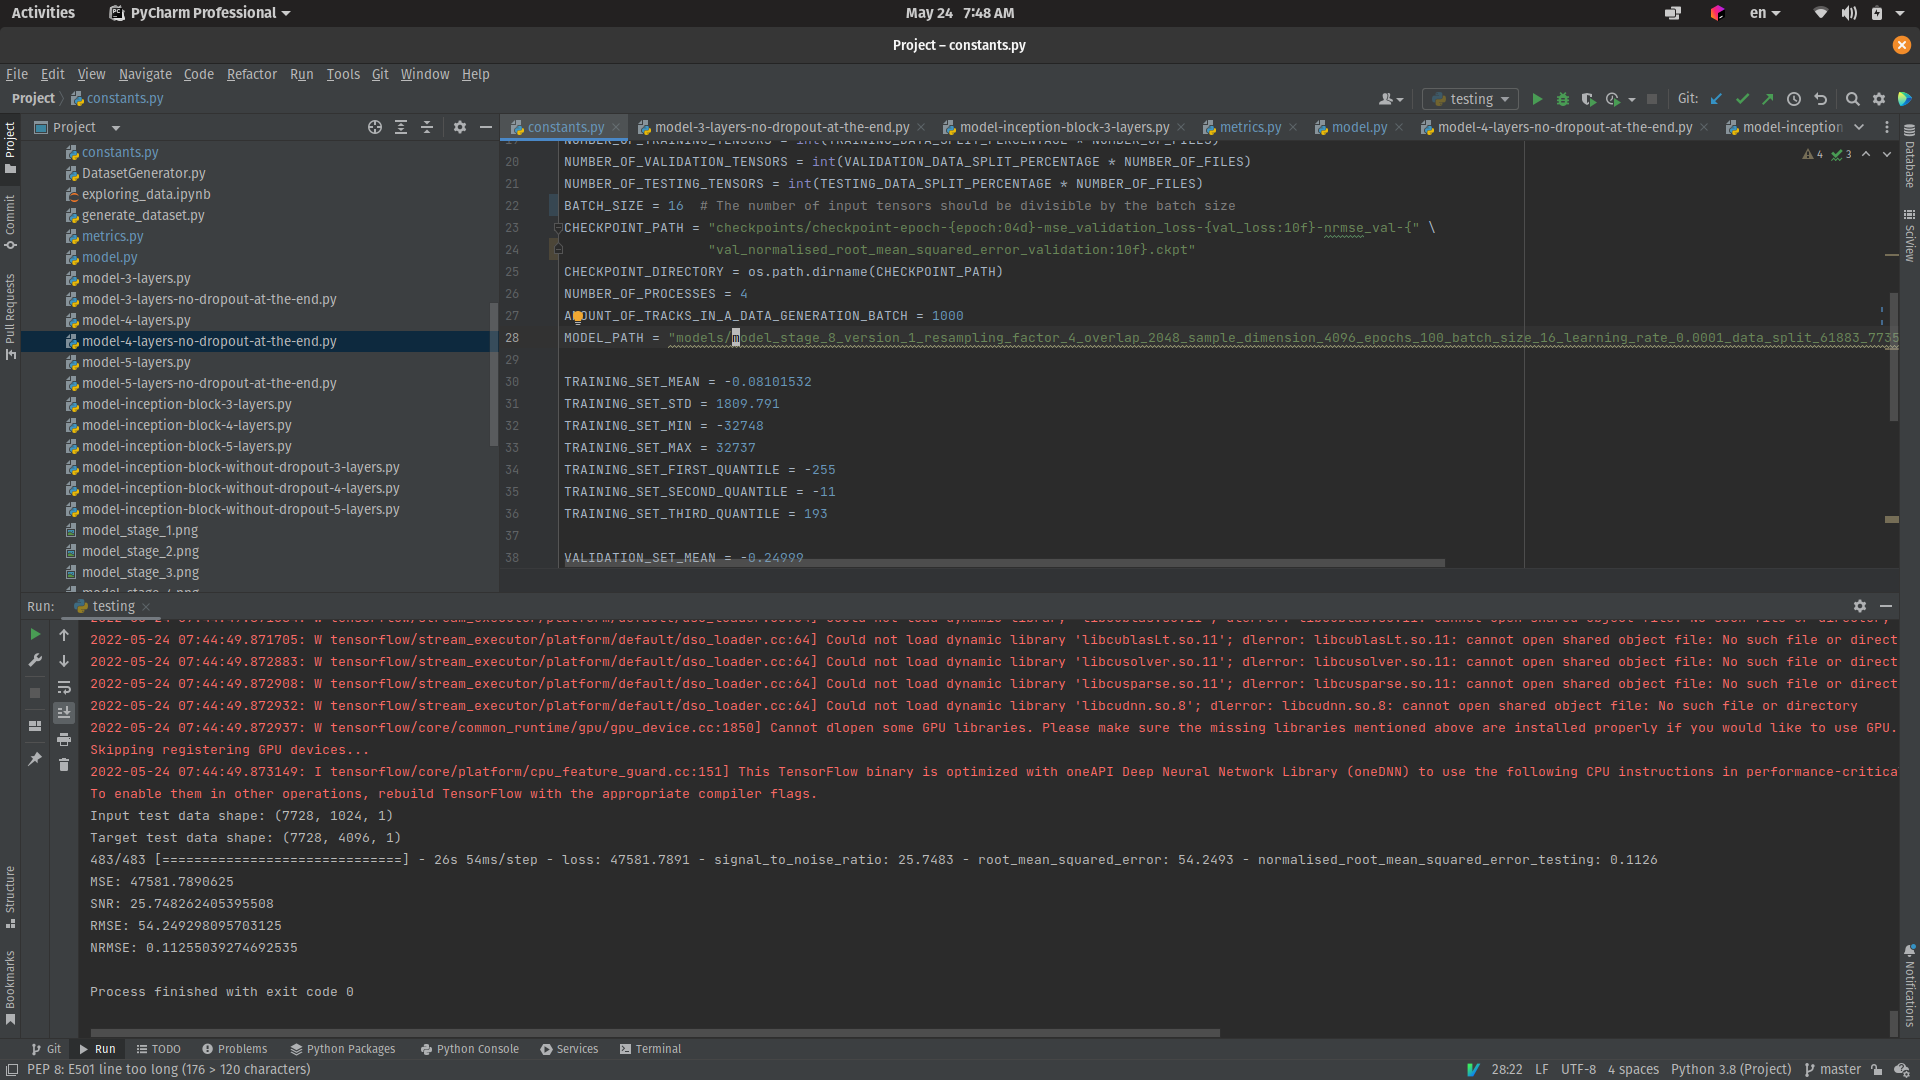 Activities
PyCharm Professional
May 24 7:48 AM
en
Project – constants.py
File Edit View Navigate Code Refactor Run Tools Git Window Help
Project constants.py
testing
Git:
Project
constants.py
model-3-layers-no-dropout-at-the-end.py
model-inception-block-3-layers.py
metrics.py
model.py
model-4-layers-no-dropout-at-the-end.py
model-inception
Project
Commit
Pull Requests
Structure
Bookmarks
constants.py
DatasetGenerator.py
exploring_data.ipynb
generate_dataset.py
metrics.py
model.py
model-3-layers.py
model-3-layers-no-dropout-at-the-end.py
model-4-layers.py
model-4-layers-no-dropout-at-the-end.py
model-5-layers.py
model-5-layers-no-dropout-at-the-end.py
model-inception-block-3-layers.py
model-inception-block-4-layers.py
model-inception-block-5-layers.py
model-inception-block-without-dropout-3-layers.py
model-inception-block-without-dropout-4-layers.py
model-inception-block-without-dropout-5-layers.py
model_stage_1.png
model_stage_2.png
model_stage_3.png
4 3
20 NUMBER_OF_VALIDATION_TENSORS = int(VALIDATION_DATA_SPLIT_PERCENTAGE * NUMBER_OF_FILES)
21 NUMBER_OF_TESTING_TENSORS = int(TESTING_DATA_SPLIT_PERCENTAGE * NUMBER_OF_FILES)
22 BATCH_SIZE = 16 # The number of input tensors should be divisible by the batch size
23 CHECKPOINT_PATH = "checkpoints/checkpoint-epoch-{epoch:04d}-mse_validation_loss-{val_loss:10f}-nrmse_val-{" \
24 "val_normalised_root_mean_squared_error_validation:10f}.ckpt"
25 CHECKPOINT_DIRECTORY = os.path.dirname(CHECKPOINT_PATH)
26 NUMBER_OF_PROCESSES = 4
27 AMOUNT_OF_TRACKS_IN_A_DATA_GENERATION_BATCH = 1000
28 MODEL_PATH = "models/model_stage_8_version_1_resampling_factor_4_overlap_2048_sample_dimension_4096_epochs_100_batch_size_16_learning_rate_0.0001_data_split_61883_7735
29
30 TRAINING_SET_MEAN = -0.08101532
31 TRAINING_SET_STD = 1809.791
32 TRAINING_SET_MIN = -32748
33 TRAINING_SET_MAX = 32737
34 TRAINING_SET_FIRST_QUANTILE = -255
35 TRAINING_SET_SECOND_QUANTILE = -11
36 TRAINING_SET_THIRD_QUANTILE = 193
37
38 VALIDATION_SET_MEAN = -0.24999
Database
SciView
Notifications
Run: testing
2022-05-24 07:44:49.871705: W tensorflow/stream_executor/platform/default/dso_loader.cc:64] Could not load dynamic library 'libcublasLt.so.11'; dlerror: libcublasLt.so.11: cannot open shared object file: No such file or direct
2022-05-24 07:44:49.872883: W tensorflow/stream_executor/platform/default/dso_loader.cc:64] Could not load dynamic library 'libcusolver.so.11'; dlerror: libcusolver.so.11: cannot open shared object file: No such file or direct
2022-05-24 07:44:49.872908: W tensorflow/stream_executor/platform/default/dso_loader.cc:64] Could not load dynamic library 'libcusparse.so.11'; dlerror: libcusparse.so.11: cannot open shared object file: No such file or direct
2022-05-24 07:44:49.872932: W tensorflow/stream_executor/platform/default/dso_loader.cc:64] Could not load dynamic library 'libcudnn.so.8'; dlerror: libcudnn.so.8: cannot open shared object file: No such file or directory
2022-05-24 07:44:49.872937: W tensorflow/core/common_runtime/gpu/gpu_device.cc:1850] Cannot dlopen some GPU libraries. Please make sure the missing libraries mentioned above are installed properly if you would like to use GPU.
Skipping registering GPU devices...
2022-05-24 07:44:49.873149: I tensorflow/core/platform/cpu_feature_guard.cc:151] This TensorFlow binary is optimized with oneAPI Deep Neural Network Library (oneDNN) to use the following CPU instructions in performance-critica
To enable them in other operations, rebuild TensorFlow with the appropriate compiler flags.
Input test data shape: (7728, 1024, 1)
Target test data shape: (7728, 4096, 1)
483/483 [==============================] - 26s 54ms/step - loss: 47581.7891 - signal_to_noise_ratio: 25.7483 - root_mean_squared_error: 54.2493 - normalised_root_mean_squared_error_testing: 0.1126
MSE: 47581.7890625
SNR: 25.748262405395508
RMSE: 54.249298095703125
NRMSE: 0.11255039274692535
Process finished with exit code 0
Git Run TODO Problems Python Packages Python Console Services Terminal
PEP 8: E501 line too long (176 > 120 characters)
28:22 LF UTF-8 4 spaces Python 3.8 (Project) master